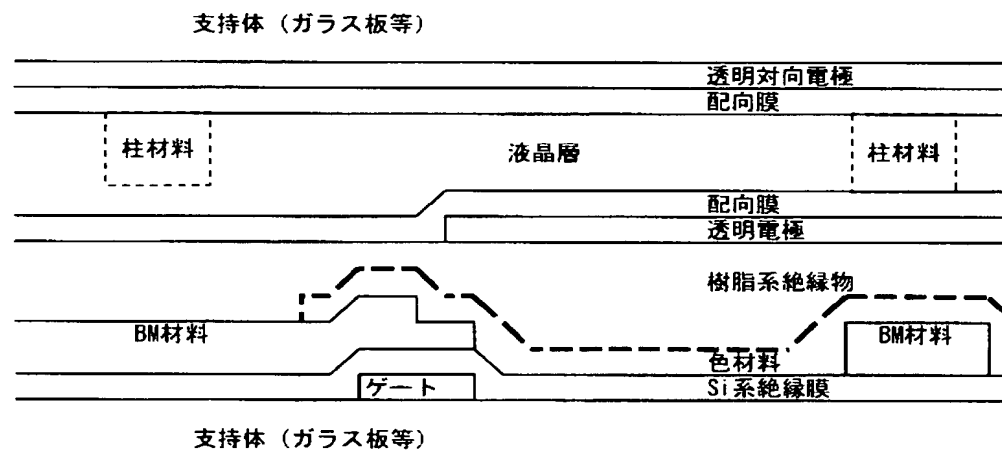 支持体（ガラス板等）
透明対向電極
配向膜
柱材料
液晶層
柱材料
配向膜
透明電極
樹脂系絶縁物
BM材料
BM材料
色材料
ゲート
Si系絶縁膜
支持体（ガラス板等）